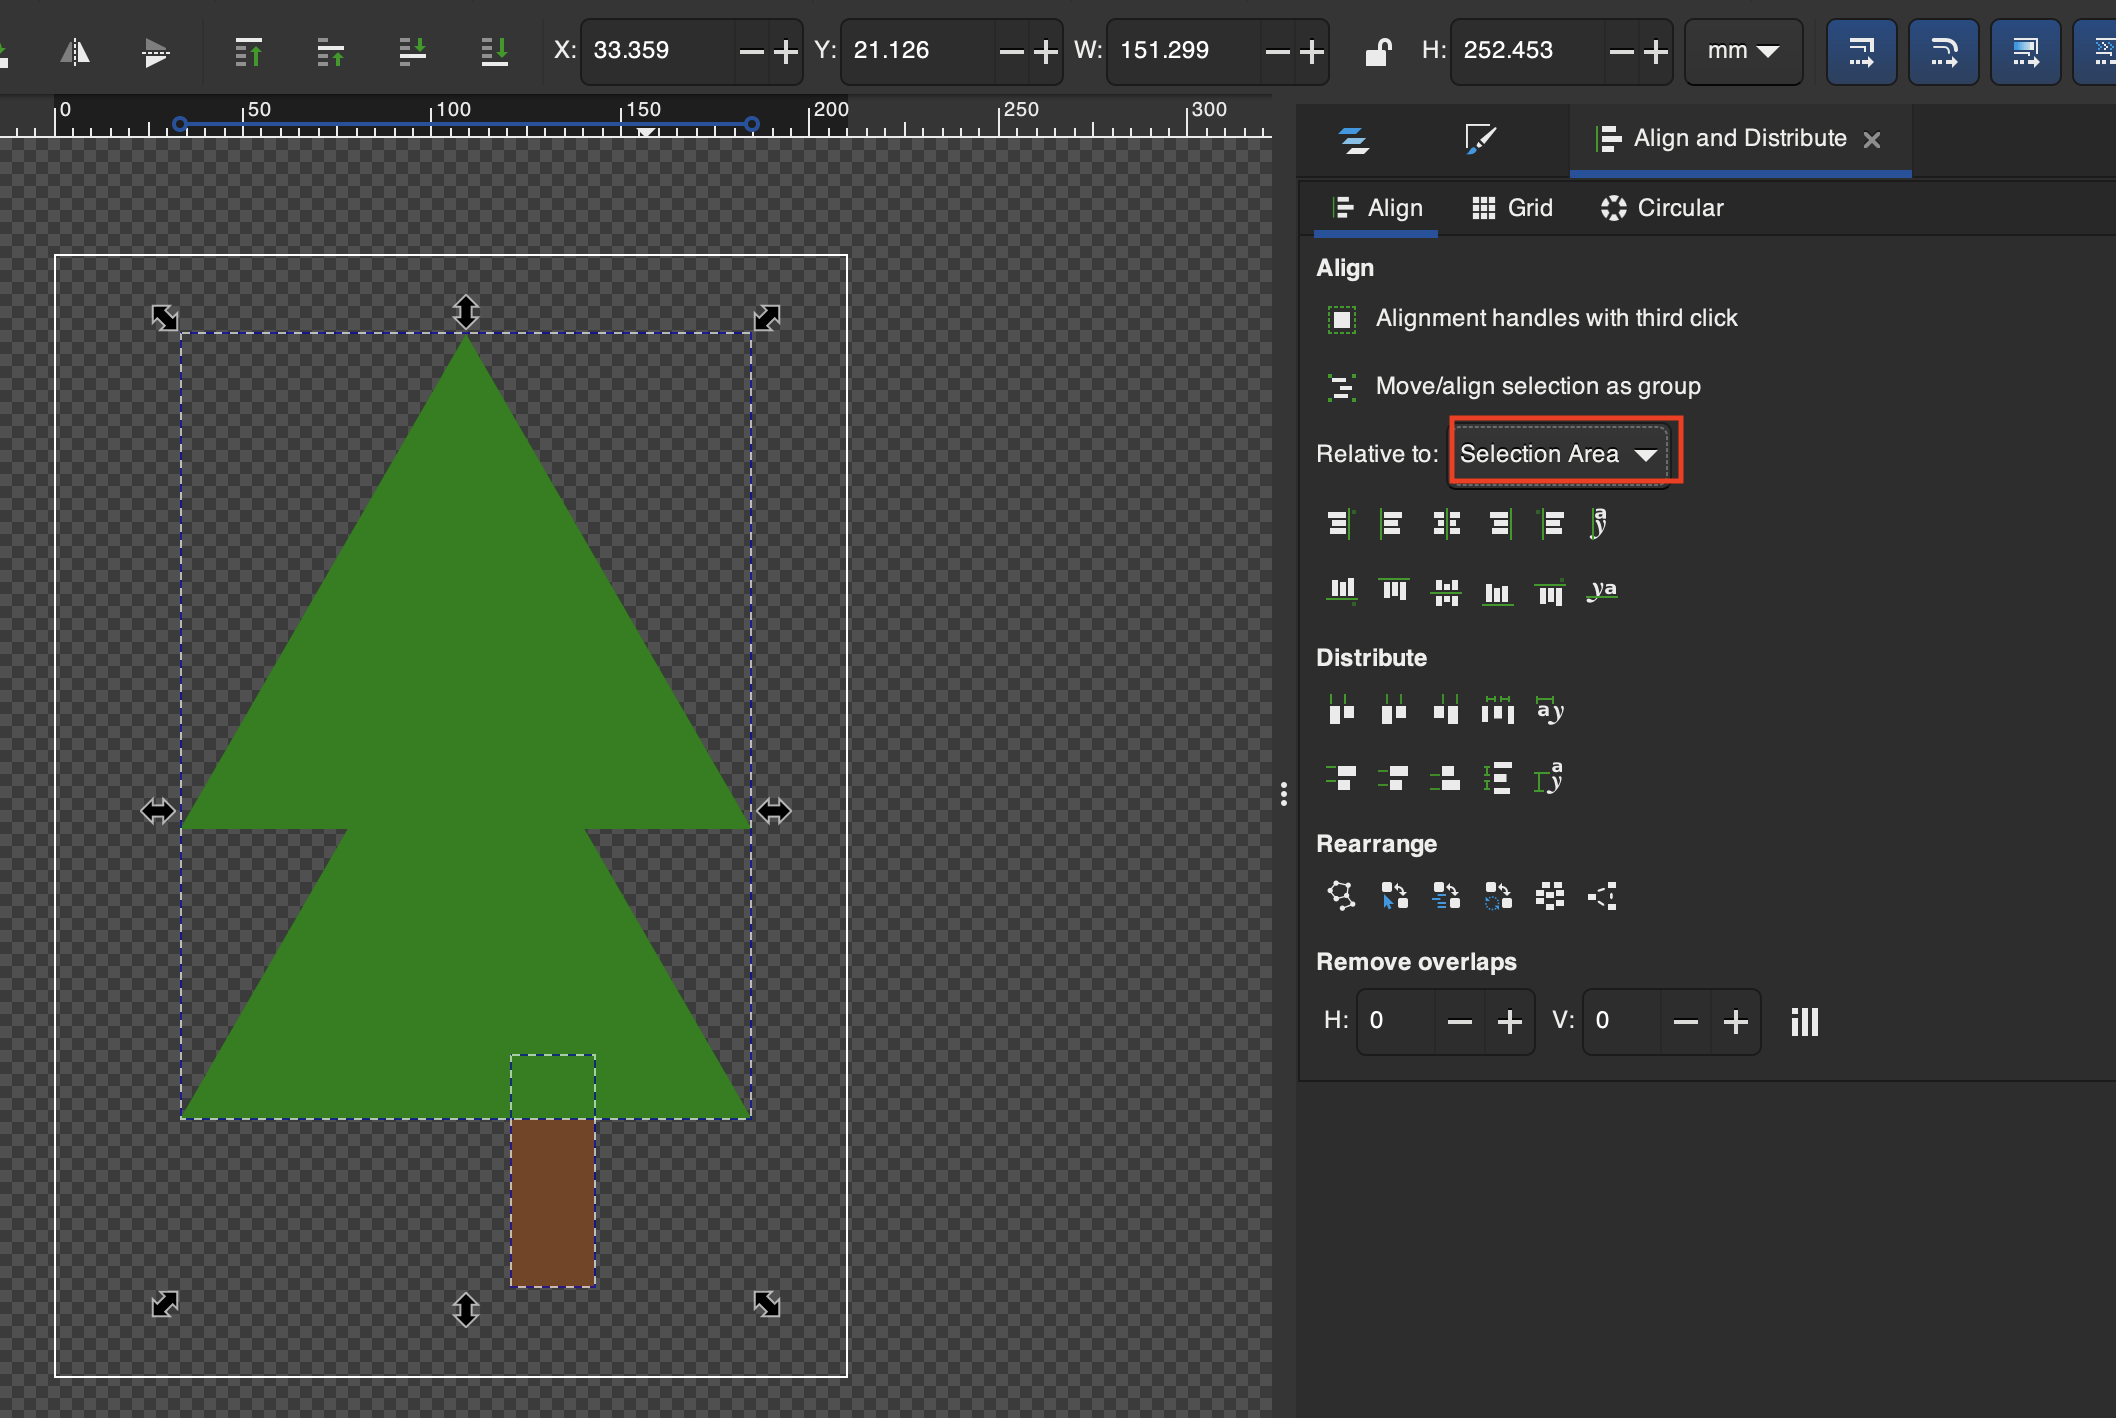 X: 33.359 Y: 21.126 W: 151.299 H: 252.453 mm
0 50 100 150 200 250 300
Align and Distribute
Align Grid Circular
Align
Alignment handles with third click
Move/align selection as group
Relative to: Selection Area
Distribute
Rearrange
Remove overlaps
H: 0 V: 0